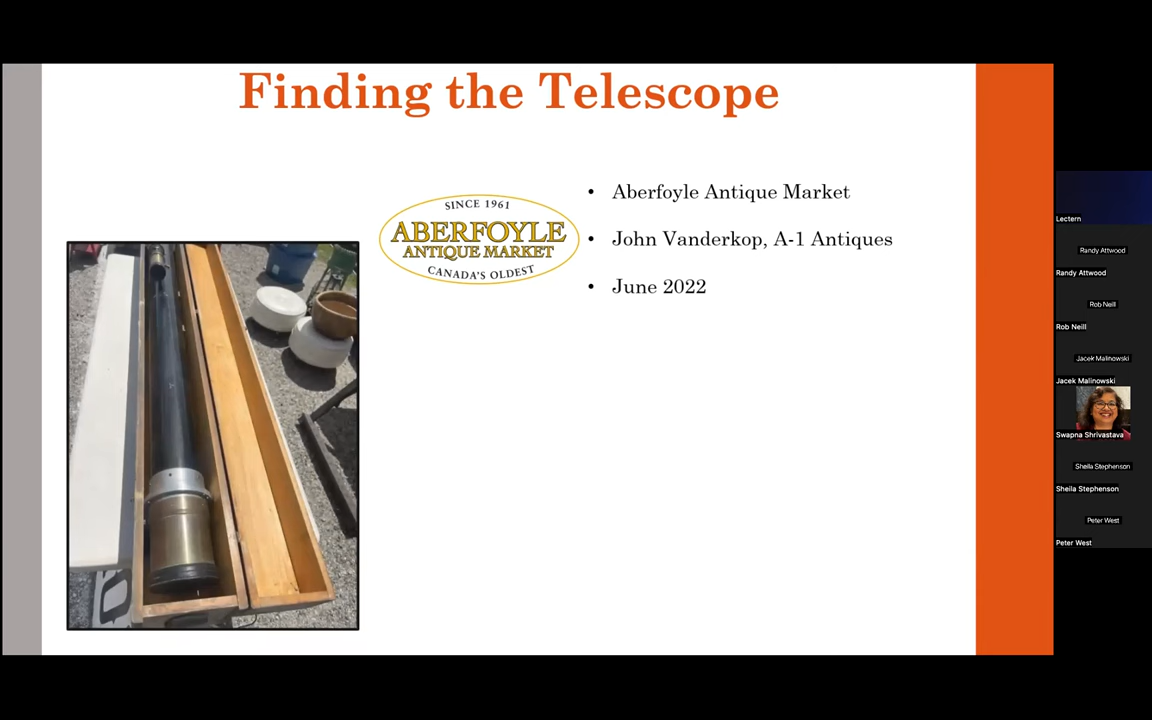 Finding the Telescope
SINCE 1961
ABERFOYLE
ANTIQUE MARKET
CANADA'S OLDEST
• Aberfoyle Antique Market
• John Vanderkop, A-1 Antiques
• June 2022
Lectern
Randy Attwood
Randy Attwood
Rob Neill
Rob Neill
Jacek Malinowski
Jacek Malinowski
Swapna Shrivastava
Sheila Stephenson
Sheila Stephenson
Peter West
Peter West